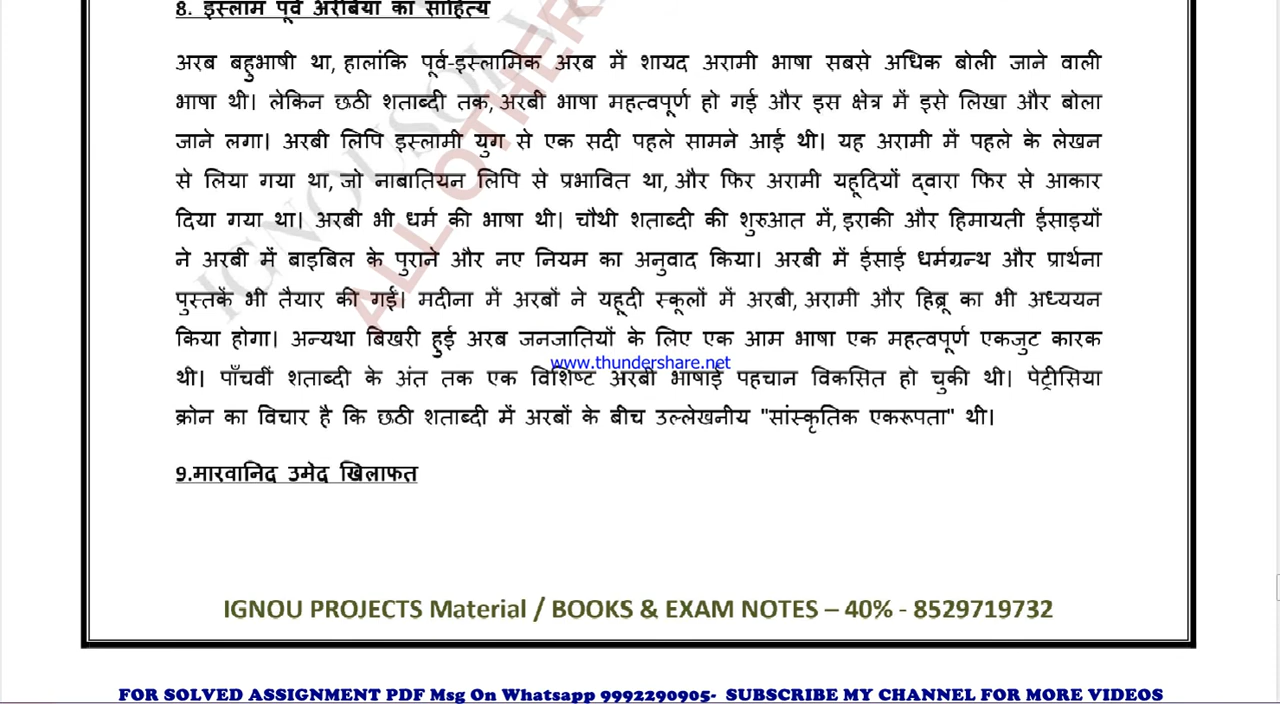 8. इस्लाम पूर्व अरेबिया का साहित्य
अरब बहुभाषी था, हालांकि पूर्व-इस्लामिक अरब में शायद अरामी भाषा सबसे अधिक बोली जाने वाली
भाषा थी। लेकिन छठी शताब्दी तक, अरबी भाषा महत्वपूर्ण हो गई और इस क्षेत्र में इसे लिखा और बोला
जाने लगा। अरबी लिपि इस्लामी युग से एक सदी पहले सामने आई थी। यह अरामी में पहले के लेखन
से लिया गया था, जो नाबातियन लिपि से प्रभावित था, और फिर अरामी यहूदियों द्वारा फिर से आकार
दिया गया था। अरबी भी धर्म की भाषा थी। चौथी शताब्दी की शुरुआत में, इराकी और हिमायती ईसाइयों
ने अरबी में बाइबिल के पुराने और नए नियम का अनुवाद किया। अरबी में ईसाई धर्मग्रन्थ और प्रार्थना
पुस्तकें भी तैयार की गईं। मदीना में अरबों ने यहूदी स्कूलों में अरबी, अरामी और हिब्रू का भी अध्ययन
किया होगा। अन्यथा बिखरी हुई अरब जनजातियों के लिए एक आम भाषा एक महत्वपूर्ण एकजुट कारक
www.thundershare.net
थी। पाँचवीं शताब्दी के अंत तक एक विशिष्ट अरबी भाषाई पहचान विकसित हो चुकी थी। पेट्रीसिया
क्रोन का विचार है कि छठी शताब्दी में अरबों के बीच उल्लेखनीय "सांस्कृतिक एकरूपता" थी।
9.मारवानिद उमेद खिलाफत
IGNOU PROJECTS Material / BOOKS & EXAM NOTES – 40% - 8529719732
FOR SOLVED ASSIGNMENT PDF Msg On Whatsapp 9992290905- SUBSCRIBE MY CHANNEL FOR MORE VIDEOS
ALL OTHER